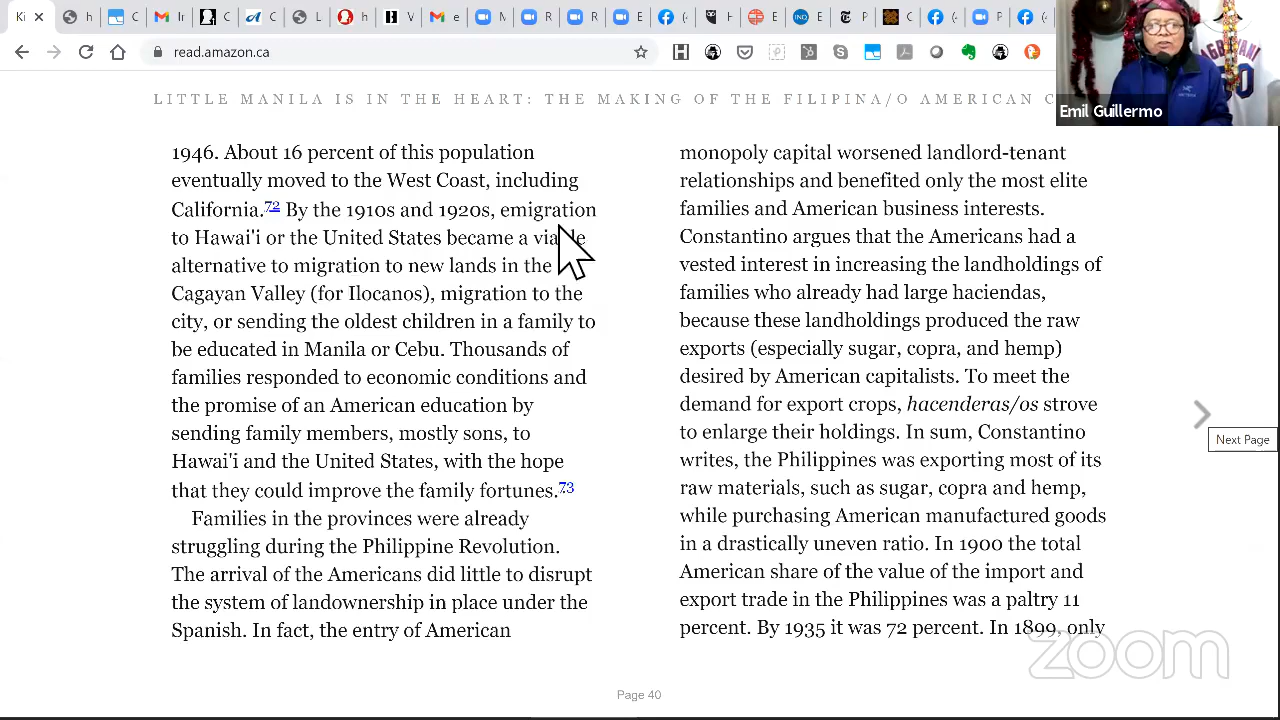 Ki
read.amazon.ca
Emil Guillermo
LITTLE MANILA IS IN THE HEART: THE MAKING OF THE FILIPINA/O AMERICAN C
1946. About 16 percent of this population
eventually moved to the West Coast, including
California.72 By the 1910s and 1920s, emigration
to Hawai'i or the United States became a
alternative to migration to new lands in the
Cagayan Valley (for Ilocanos), migration to the
city, or sending the oldest children in a family to
be educated in Manila or Cebu. Thousands of
families responded to economic conditions and
the promise of an American education by
sending family members, mostly sons, to
Hawai'i and the United States, with the hope
that they could improve the family fortunes.73
Families in the provinces were already
struggling during the Philippine Revolution.
The arrival of the Americans did little to disrupt
the system of landownership in place under the
Spanish. In fact, the entry of American
monopoly capital worsened landlord-tenant
relationships and benefited only the most elite
families and American business interests.
Constantino argues that the Americans had a
vested interest in increasing the landholdings of
families who already had large haciendas,
because these landholdings produced the raw
exports (especially sugar, copra, and hemp)
desired by American capitalists. To meet the
demand for export crops, hacenderas/os strove
to enlarge their holdings. In sum, Constantino
writes, the Philippines was exporting most of its
raw materials, such as sugar, copra and hemp,
while purchasing American manufactured goods
in a drastically uneven ratio. In 1900 the total
American share of the value of the import and
export trade in the Philippines was a paltry 11
percent. By 1935 it was 72 percent. In 1899, only
Next Page
zoom
Page 40